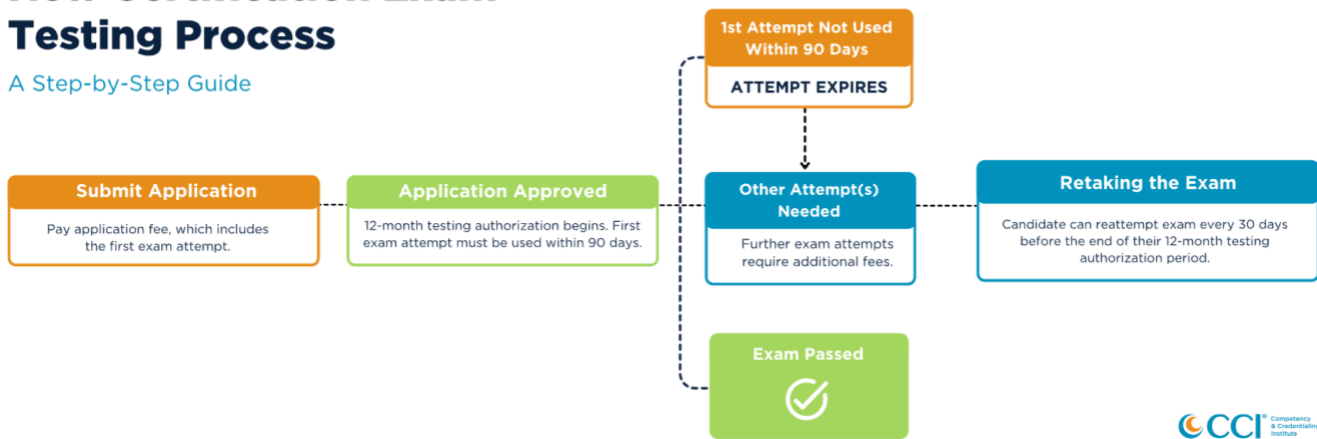 Testing Process
A Step-by-Step Guide
1st Attempt Not Used
Within 90 Days
ATTEMPT EXPIRES
Submit Application
Pay application fee, which includes
the first exam attempt.
Application Approved
12-month testing authorization begins. First
exam attempt must be used within 90 days.
Other Attempt(s)
Needed
Further exam attempts
require additional fees.
Retaking the Exam
Candidate can reattempt exam every 30 days
before the end of their 12-month testing
authorization period.
Exam Passed
CCI®
Competency
& Credentialing
Institute